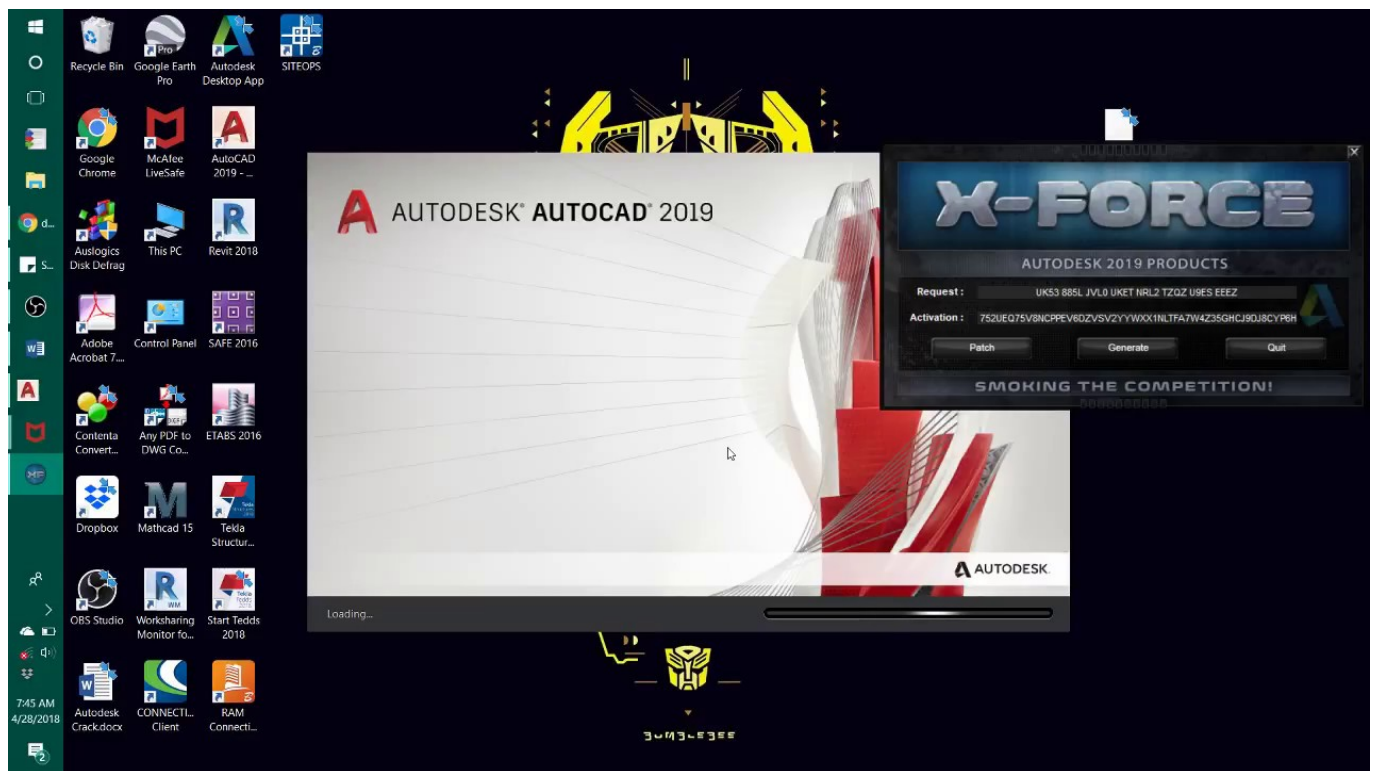 Recycle Bin
Google Earth
Pro
Autodesk
Desktop App
SITEOPS
Google
Chrome
McAfee
LiveSafe
AutoCAD
2019 - ...
d...
Auslogics
Disk Defrag
This PC
Revit 2018
S...
Adobe
Acrobat 7....
Control Panel
SAFE 2016
Contenta
Convert...
Any PDF to
DWG Co...
ETABS 2016
Dropbox
Mathcad 15
Tekla
Structur...
OBS Studio
Worksharing
Monitor fo...
Start Tedds
2018
Autodesk
Crack.docx
CONNECTI...
Client
RAM
Connecti...
7:45 AM
4/28/2018
2
AUTODESK® AUTOCAD® 2019
AUTODESK.
Loading...
X-FORCE
AUTODESK 2019 PRODUCTS
Request :
UK53 885L JVL0 UKET NRL2 TZQZ U9ES EEEZ
Activation :
752UEQ75V8NCPPEV6DZVSV2YYWXX1NLTFA7W4Z35GHCJ9DJ8CYP6H
Patch
Generate
Quit
SMOKING THE COMPETITION!
BUMBLEBEE